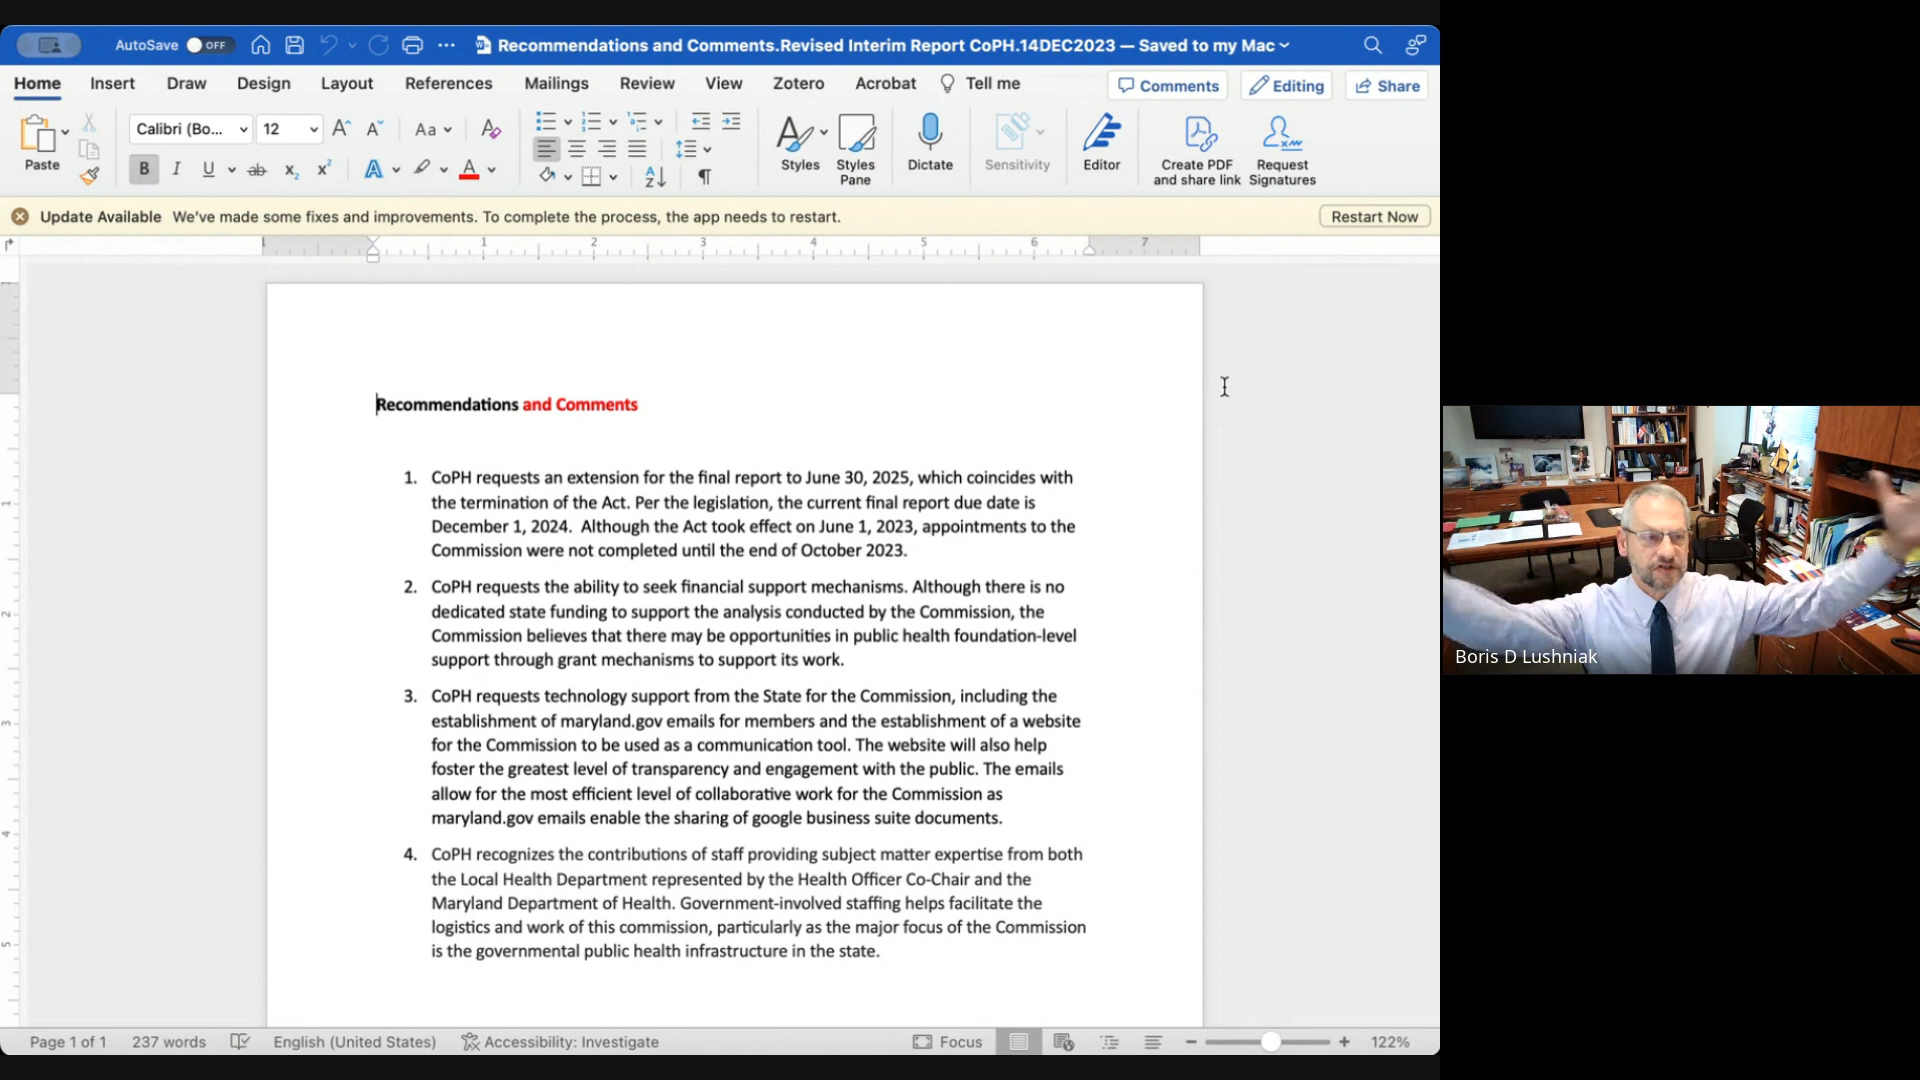 AutoSave OFF
Recommendations and Comments.Revised Interim Report CoPH.14DEC2023 — Saved to my Mac
Home Insert Draw Design Layout References Mailings Review View Zotero Acrobat Tell me Comments Editing Share
Calibri (Bo... 12
Paste Styles Styles Pane Dictate Sensitivity Editor Create PDF and share link Request Signatures
Update Available We've made some fixes and improvements. To complete the process, the app needs to restart. Restart Now
1 1 2 3 4 5 6 7
Recommendations and Comments
1. CoPH requests an extension for the final report to June 30, 2025, which coincides with
the termination of the Act. Per the legislation, the current final report due date is
December 1, 2024. Although the Act took effect on June 1, 2023, appointments to the
Commission were not completed until the end of October 2023.
2. CoPH requests the ability to seek financial support mechanisms. Although there is no
dedicated state funding to support the analysis conducted by the Commission, the
Commission believes that there may be opportunities in public health foundation-level
support through grant mechanisms to support its work.
3. CoPH requests technology support from the State for the Commission, including the
establishment of maryland.gov emails for members and the establishment of a website
for the Commission to be used as a communication tool. The website will also help
foster the greatest level of transparency and engagement with the public. The emails
allow for the most efficient level of collaborative work for the Commission as
maryland.gov emails enable the sharing of google business suite documents.
4. CoPH recognizes the contributions of staff providing subject matter expertise from both
the Local Health Department represented by the Health Officer Co-Chair and the
Maryland Department of Health. Government-involved staffing helps facilitate the
logistics and work of this commission, particularly as the major focus of the Commission
is the governmental public health infrastructure in the state.
Page 1 of 1 237 words English (United States) Accessibility: Investigate Focus 122%
Boris D Lushniak